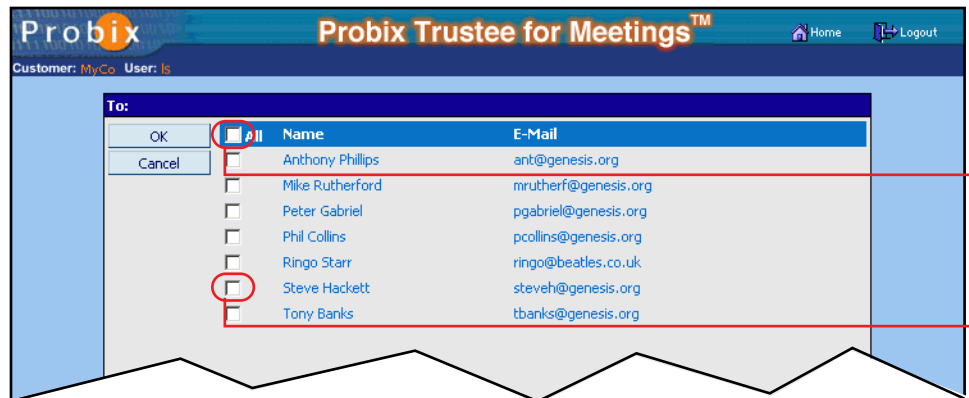 Probix Probix Trustee for Meetings™ Home Logout
Customer: MyCo User: ls
To:
OK All Name E-Mail
Cancel Anthony Phillips ant@genesis.org
Mike Rutherford mrutherf@genesis.org
Peter Gabriel pgabriel@genesis.org
Phil Collins pcollins@genesis.org
Ringo Starr ringo@beatles.co.uk
Steve Hackett steveh@genesis.org
Tony Banks tbanks@genesis.org